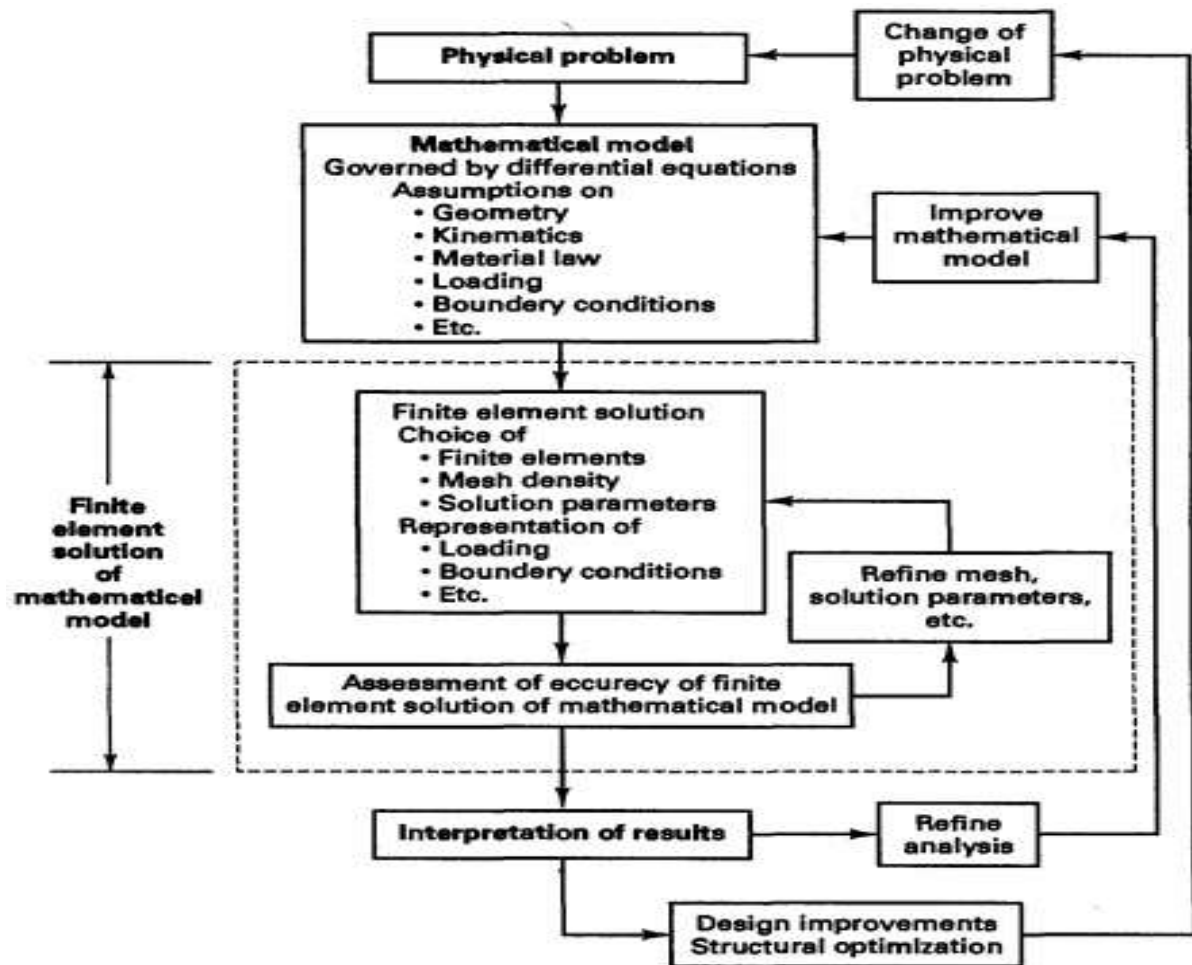 Physical problem
Change of
physical
problem
Mathematical model
Governed by differential equations
Assumptions on
• Geometry
• Kinematics
• Meterial law
• Loading
• Boundery conditions
• Etc.
Improve
mathematical
model
Finite element solution
Choice of
• Finite elements
• Mesh density
• Solution parameters
Representation of
• Loading
• Boundery conditions
• Etc.
Finite
element
solution
of
mathematicel
model
Refine mesh,
solution parameters,
etc.
Assessment of eccurecy of finite
element solution of mathematical model
Interpretation of results
Refine
analysis
Design improvements
Structural optimization